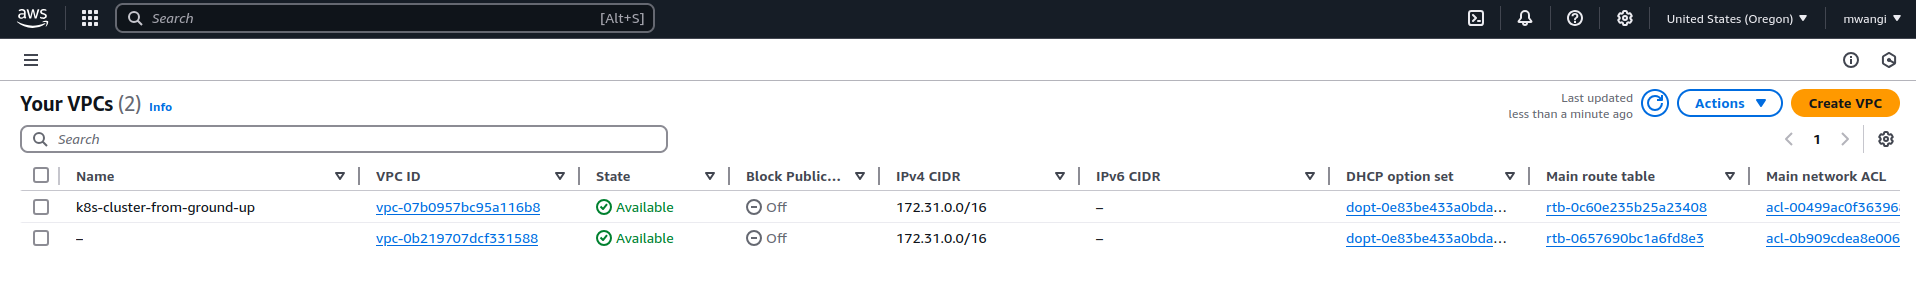 aws Search [Alt+S] United States (Oregon) mwangi
Your VPCs (2) Info
Last updated
less than a minute ago
Actions Create VPC
Search
1
Name VPC ID State Block Public... IPv4 CIDR IPv6 CIDR DHCP option set Main route table Main network ACL
k8s-cluster-from-ground-up vpc-07b0957bc95a116b8 Available Off 172.31.0.0/16 – dopt-0e83be433a0bda... rtb-0c60e235b25a23408 acl-00499ac0f36396
– vpc-0b219707dcf331588 Available Off 172.31.0.0/16 – dopt-0e83be433a0bda... rtb-0657690bc1a6fd8e3 acl-0b909cdea8e006